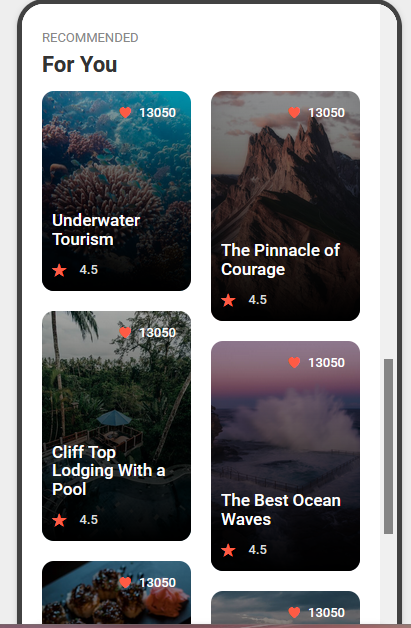 RECOMMENDED
For You
13050
Underwater
Tourism
4.5
13050
The Pinnacle of
Courage
4.5
13050
Cliff Top
Lodging With a
Pool
4.5
13050
The Best Ocean
Waves
4.5
13050
13050